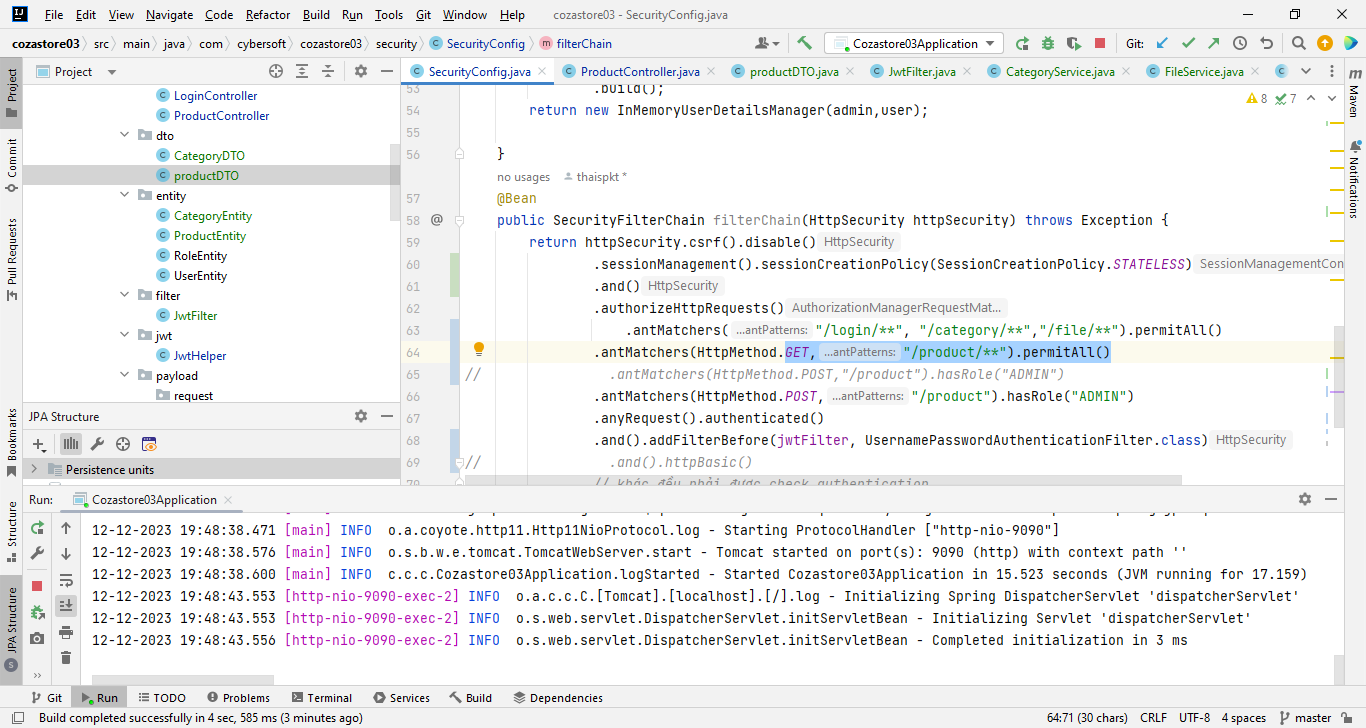 File Edit View Navigate Code Refactor Build Run Tools Git Window Help cozastore03 - SecurityConfig.java
cozastore03 src main java com cybersoft cozastore03 security SecurityConfig filterChain Cozastore03Application Git:
Project SecurityConfig.java ProductController.java productDTO.java JwtFilter.java CategoryService.java FileService.java
Project
Commit
Pull Requests
Bookmarks
Structure
JPA Structure
Maven
Notifications
LoginController
ProductController
dto
CategoryDTO
productDTO
entity
CategoryEntity
ProductEntity
RoleEntity
UserEntity
filter
JwtFilter
jwt
JwtHelper
payload
request
JPA Structure
Persistence units
8 7
53 .build();
54 return new InMemoryUserDetailsManager(admin,user);
55
56 }
no usages thaispkt *
57 @Bean
58 public SecurityFilterChain filterChain(HttpSecurity httpSecurity) throws Exception {
59 return httpSecurity.csrf().disable() HttpSecurity
60 .sessionManagement().sessionCreationPolicy(SessionCreationPolicy.STATELESS) SessionManagementCon
61 .and() HttpSecurity
62 .authorizeHttpRequests() AuthorizationManagerRequestMat...
63 .antMatchers( ...antPatterns: "/login/**", "/category/**","/file/**").permitAll()
64 .antMatchers(HttpMethod.GET, ...antPatterns: "/product/**").permitAll()
65 // .antMatchers(HttpMethod.POST,"/product").hasRole("ADMIN")
66 .antMatchers(HttpMethod.POST, ...antPatterns: "/product").hasRole("ADMIN")
67 .anyRequest().authenticated()
68 .and().addFilterBefore(jwtFilter, UsernamePasswordAuthenticationFilter.class) HttpSecurity
69 // .and().httpBasic()
70 // khác đều phải được check authentication
Run: Cozastore03Application
12-12-2023 19:48:38.471 [main] INFO o.a.coyote.http11.Http11NioProtocol.log - Starting ProtocolHandler ["http-nio-9090"]
12-12-2023 19:48:38.576 [main] INFO o.s.b.w.e.tomcat.TomcatWebServer.start - Tomcat started on port(s): 9090 (http) with context path ''
12-12-2023 19:48:38.600 [main] INFO c.c.c.Cozastore03Application.logStarted - Started Cozastore03Application in 15.523 seconds (JVM running for 17.159)
12-12-2023 19:48:43.553 [http-nio-9090-exec-2] INFO o.a.c.c.C.[Tomcat].[localhost].[/].log - Initializing Spring DispatcherServlet 'dispatcherServlet'
12-12-2023 19:48:43.553 [http-nio-9090-exec-2] INFO o.s.web.servlet.DispatcherServlet.initServletBean - Initializing Servlet 'dispatcherServlet'
12-12-2023 19:48:43.556 [http-nio-9090-exec-2] INFO o.s.web.servlet.DispatcherServlet.initServletBean - Completed initialization in 3 ms
Git Run TODO Problems Terminal Services Build Dependencies
Build completed successfully in 4 sec, 585 ms (3 minutes ago) 64:71 (30 chars) CRLF UTF-8 4 spaces master